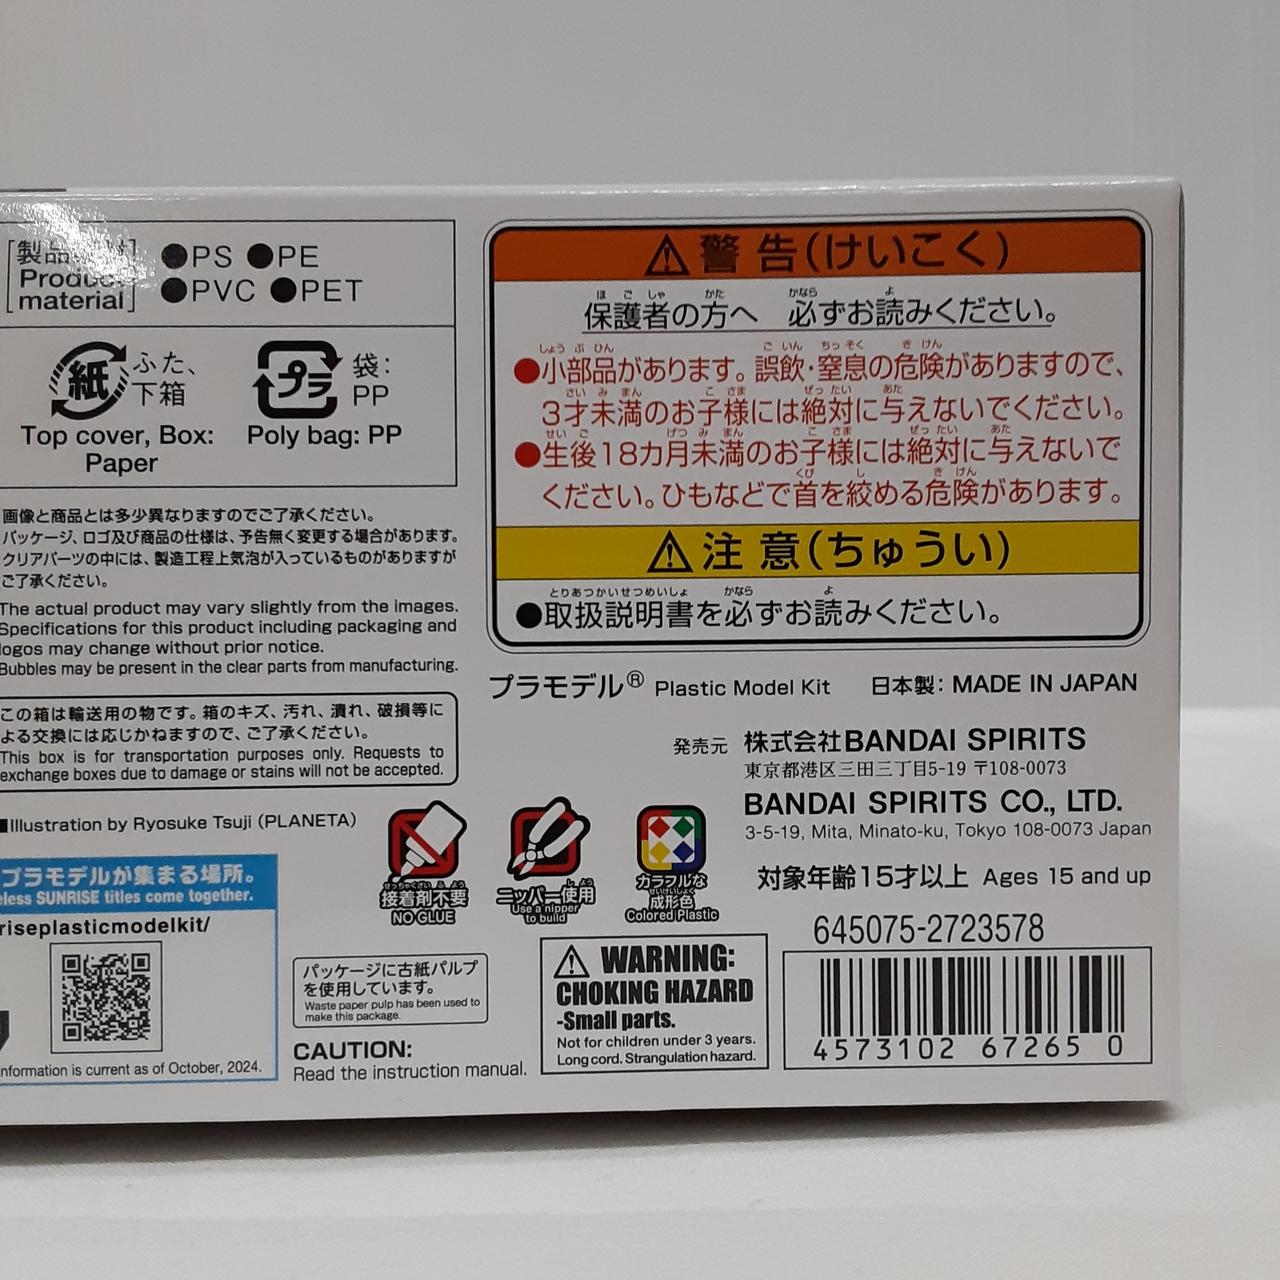 Product
material
●PS ●PE
●PVC ●PET
紙
ふた、
下箱
Top cover, Box:
Paper
プラ
袋:
PP
Poly bag: PP
画像と商品とは多少異なりますのでご了承ください。
パッケージ、ロゴ及び商品の仕様は、予告無く変更する場合があります。
クリアパーツの中には、製造工程上気泡が入っているものがありますが
ご了承ください。
The actual product may vary slightly from the images.
Specifications for this product including packaging and
logos may change without prior notice.
Bubbles may be present in the clear parts from manufacturing.
この箱は輸送用の物です。箱のキズ、汚れ、潰れ、破損等に
よる交換には応じかねますので、ご了承ください。
This box is for transportation purposes only. Requests to
exchange boxes due to damage or stains will not be accepted.
■Illustration by Ryosuke Tsuji (PLANETA)
プラモデルが集まる場所。
eless SUNRISE titles come together.
riseplasticmodelkit/
nformation is current as of October, 2024.
警告(けいこく)
保護者の方へ 必ずお読みください。
●小部品があります。誤飲・窒息の危険がありますので、
3才未満のお子様には絶対に与えないでください。
●生後18カ月未満のお子様には絶対に与えないで
ください。ひもなどで首を絞める危険があります。
注意(ちゅうい)
●取扱説明書を必ずお読みください。
プラモデル® Plastic Model Kit 日本製: MADE IN JAPAN
発売元 株式会社BANDAI SPIRITS
東京都港区三田三丁目5-19 〒108-0073
BANDAI SPIRITS CO., LTD.
3-5-19, Mita, Minato-ku, Tokyo 108-0073 Japan
対象年齢15才以上 Ages 15 and up
接着剤不要
NO GLUE
ニッパー使用
Use a nipper
to build
カラフルな
成形色
Colored Plastic
パッケージに古紙パルプ
を使用しています。
Waste paper pulp has been used to
make this package.
CAUTION:
Read the instruction manual.
WARNING:
CHOKING HAZARD
-Small parts.
Not for children under 3 years.
Long cord. Strangulation hazard.
645075-2723578
4573102 67265 0